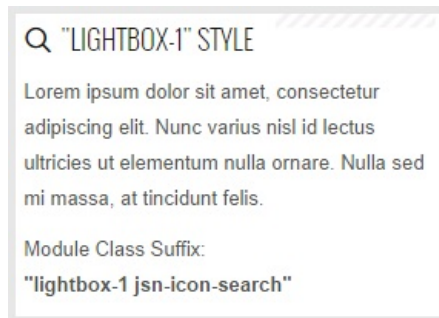 "LIGHTBOX-1" STYLE
Lorem ipsum dolor sit amet, consectetur
adipiscing elit. Nunc varius nisl id lectus
ultricies ut elementum nulla ornare. Nulla sed
mi massa, at tincidunt felis.
Module Class Suffix:
"lightbox-1 jsn-icon-search"